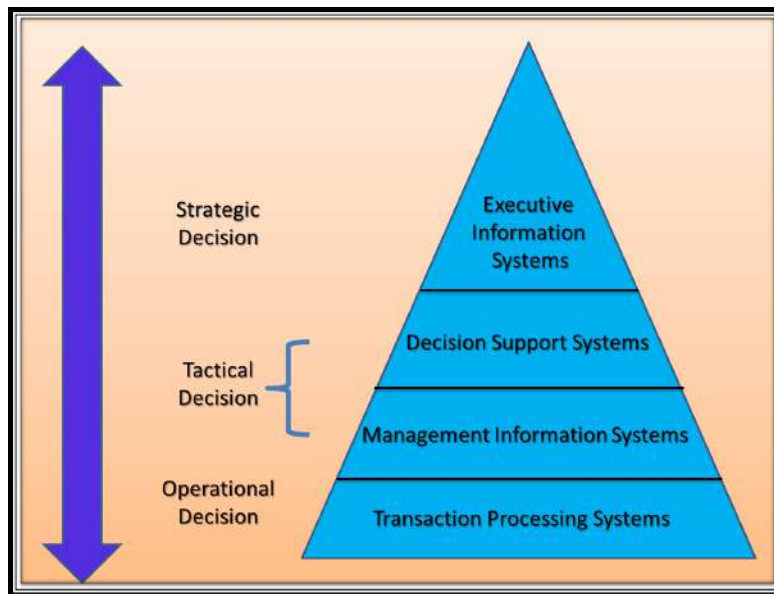 Strategic
Decision
Executive
Information
Systems
Tactical
Decision
Decision Support Systems
Management Information Systems
Operational
Decision
Transaction Processing Systems